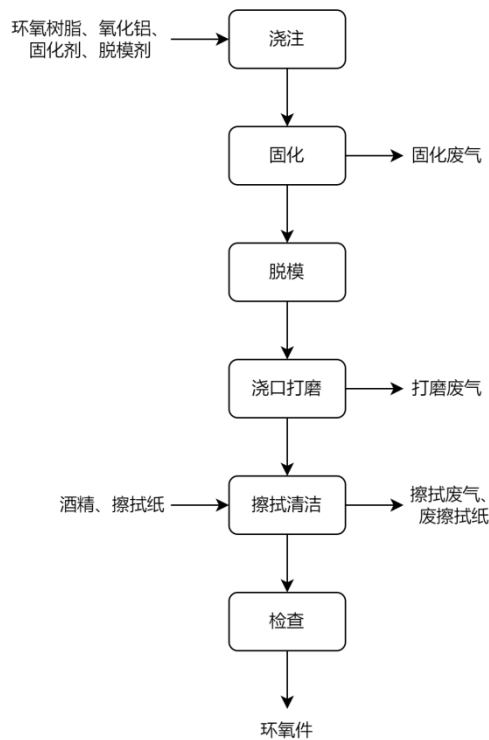 环氧树脂、氧化铝、
固化剂、脱模剂
浇注
固化
固化废气
脱模
浇口打磨
打磨废气
酒精、擦拭纸
擦拭清洁
擦拭废气、
废擦拭纸
检查
环氧件